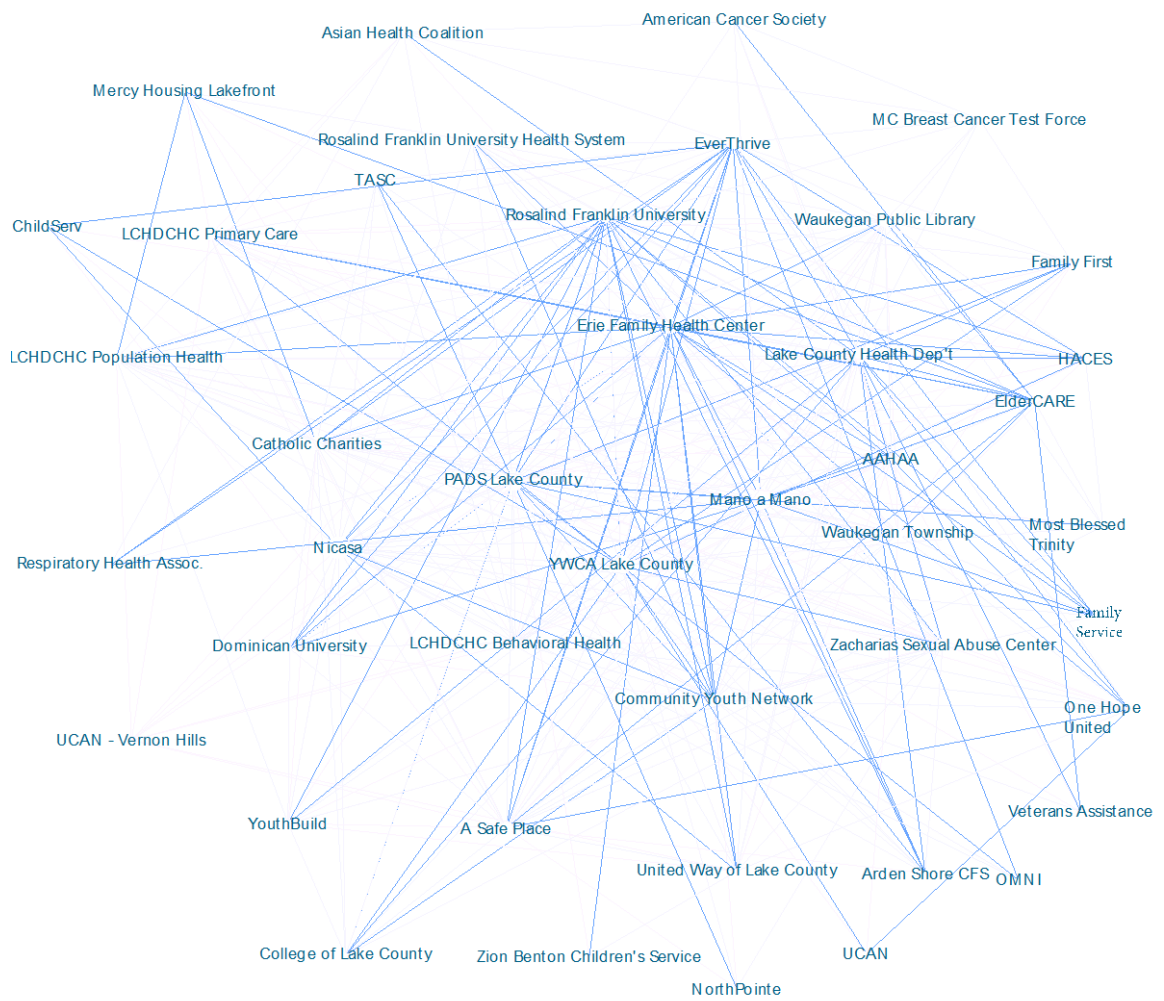 American Cancer Society
Asian Health Coalition
Mercy Housing Lakefront
MC Breast Cancer Test Force
Rosalind Franklin University Health System
EverThrive
TASC
Rosalind Franklin University
Waukegan Public Library
ChildServ
LCHDCHC Primary Care
Family First
Erie Family Health Center
Lake County Health Dep't
LCHDCHC Population Health
HACES
ElderCARE
Catholic Charities
AAHAA
PADS Lake County
Mano a Mano
Most Blessed
Trinity
Waukegan Township
Nicasa
Respiratory Health Assoc.
YWCA Lake County
Family
Service
Dominican University
LCHDCHC Behavioral Health
Zacharias Sexual Abuse Center
Community Youth Network
One Hope
United
UCAN - Vernon Hills
Veterans Assistance
YouthBuild
A Safe Place
United Way of Lake County
Arden Shore CFS
OMNI
College of Lake County
Zion Benton Children's Service
UCAN
NorthPointe